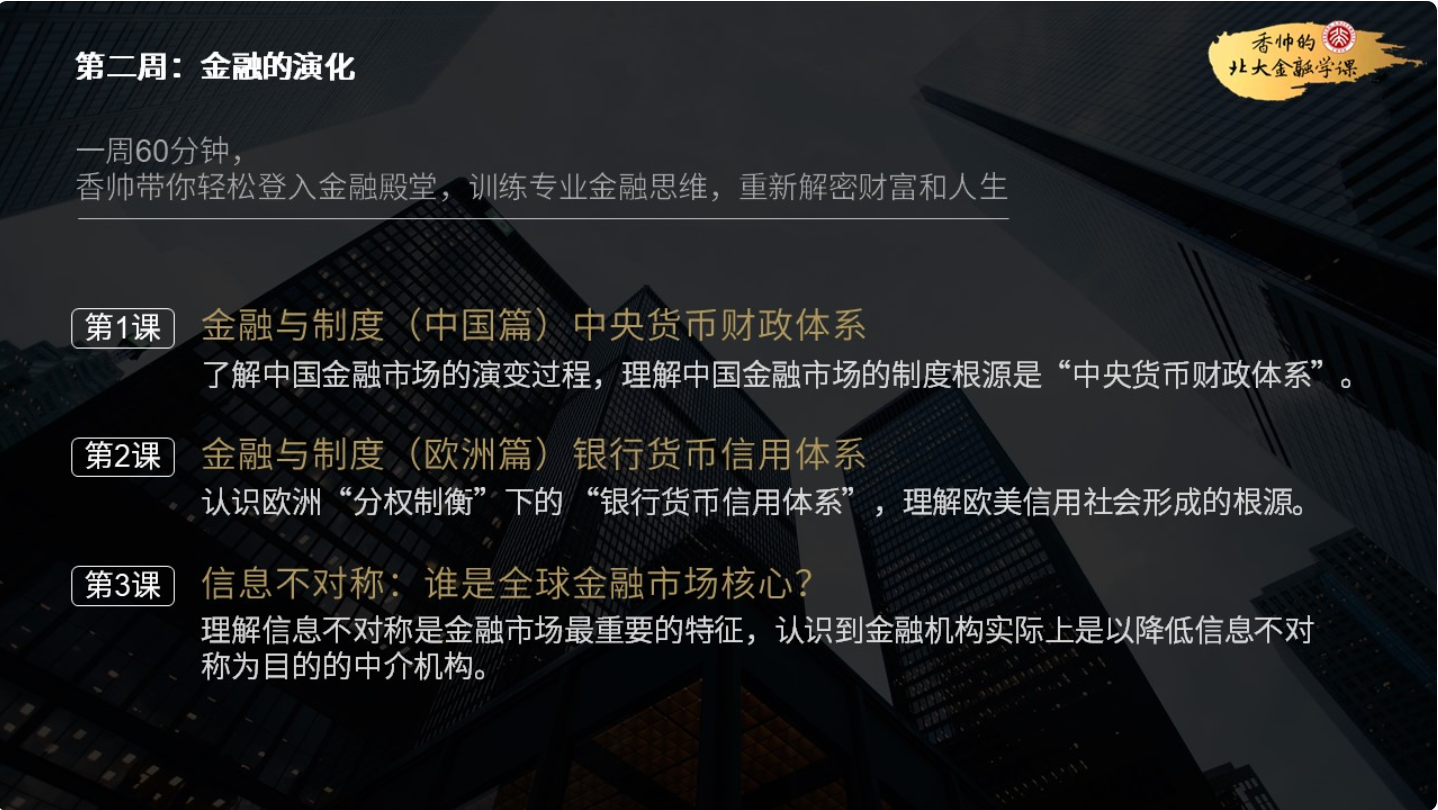 第二周：金融的演化
香帅的
北大金融学课
一周60分钟，
香帅带你轻松登入金融殿堂，训练专业金融思维，重新解密财富和人生
第1课 金融与制度（中国篇）中央货币财政体系
了解中国金融市场的演变过程，理解中国金融市场的制度根源是“中央货币财政体系”。
第2课 金融与制度（欧洲篇）银行货币信用体系
认识欧洲“分权制衡”下的 “银行货币信用体系”，理解欧美信用社会形成的根源。
第3课 信息不对称：谁是全球金融市场核心？
理解信息不对称是金融市场最重要的特征，认识到金融机构实际上是以降低信息不对
称为目的的中介机构。